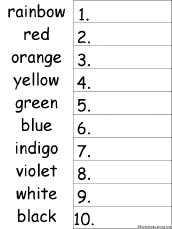 rainbow 1.
red 2.
orange 3.
yellow 4.
green 5.
blue 6.
indigo 7.
violet 8.
white 9.
black 10.